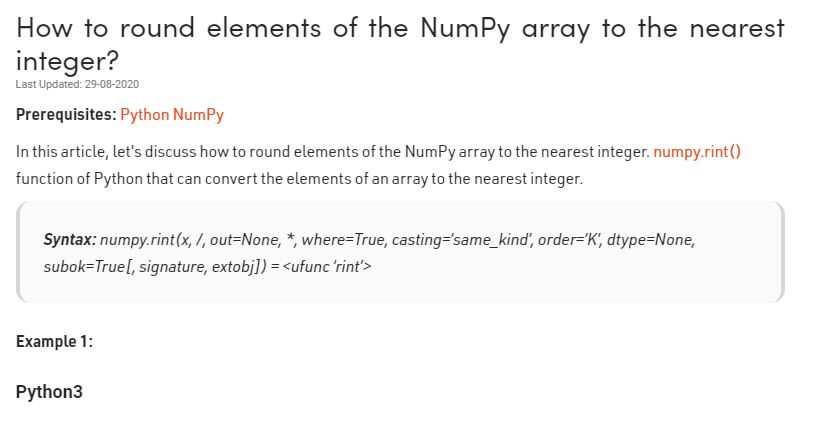 How to round elements of the NumPy array to the nearest
integer?
Last Updated: 29-08-2020
Prerequisites: Python NumPy
In this article, let’s discuss how to round elements of the NumPy array to the nearest integer. numpy.rint()
function of Python that can convert the elements of an array to the nearest integer.
Syntax: numpy.rint(x, /, out=None, *, where=True, casting=’same_kind’, order=’K’, dtype=None,
subok=True[, signature, extobj]) = <ufunc ‘rint’>
Example 1:
Python3